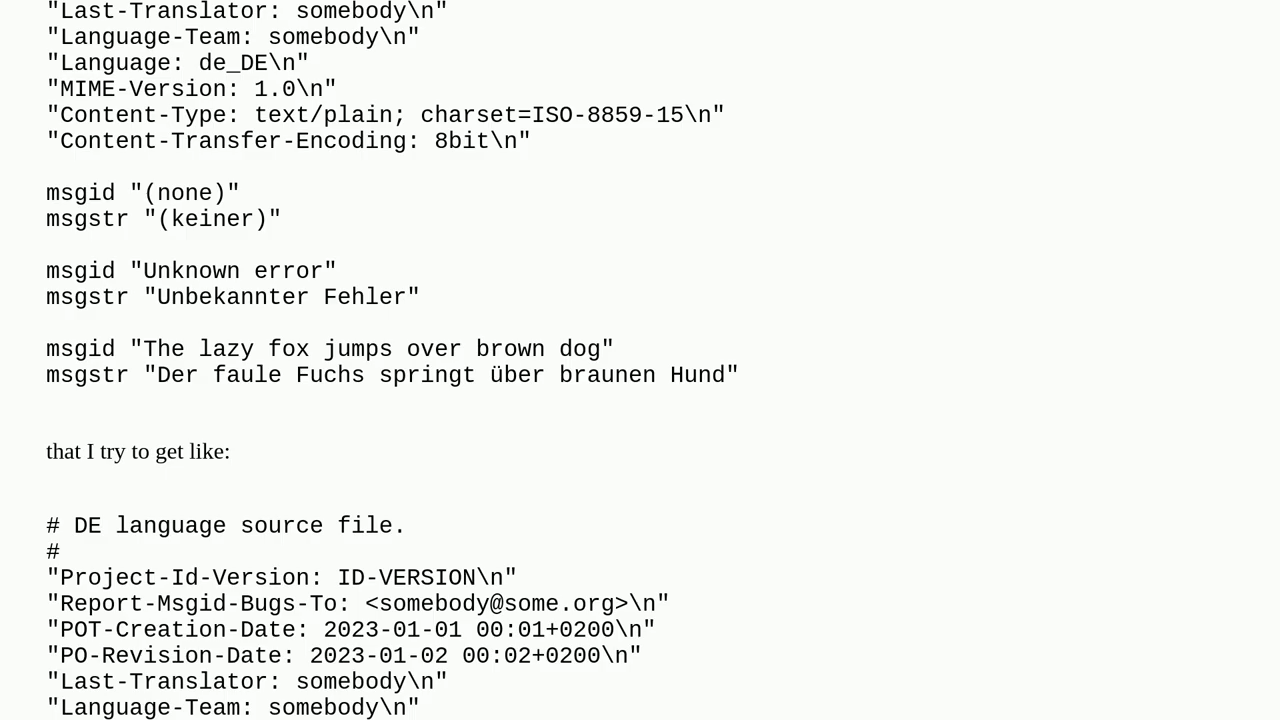 "Last-Translator: somebody\n"
"Language-Team: somebody\n"
"Language: de_DE\n"
"MIME-Version: 1.0\n"
"Content-Type: text/plain; charset=ISO-8859-15\n"
"Content-Transfer-Encoding: 8bit\n"
msgid "(none)"
msgstr "(keiner)"
msgid "Unknown error"
msgstr "Unbekannter Fehler"
msgid "The lazy fox jumps over brown dog"
msgstr "Der faule Fuchs springt über braunen Hund"
that I try to get like:
# DE language source file.
#
"Project-Id-Version: ID-VERSION\n"
"Report-Msgid-Bugs-To: <somebody@some.org>\n"
"POT-Creation-Date: 2023-01-01 00:01+0200\n"
"PO-Revision-Date: 2023-01-02 00:02+0200\n"
"Last-Translator: somebody\n"
"Language-Team: somebody\n"